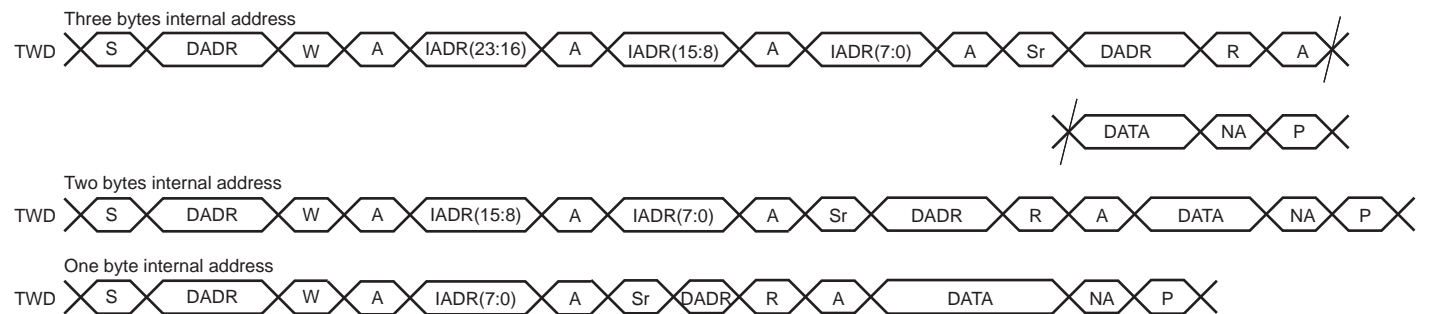 Three bytes internal address
TWD S DADR W A IADR(23:16) A IADR(15:8) A IADR(7:0) A Sr DADR R A
DATA NA P
Two bytes internal address
TWD S DADR W A IADR(15:8) A IADR(7:0) A Sr DADR R A DATA NA P
One byte internal address
TWD S DADR W A IADR(7:0) A Sr DADR R A DATA NA P